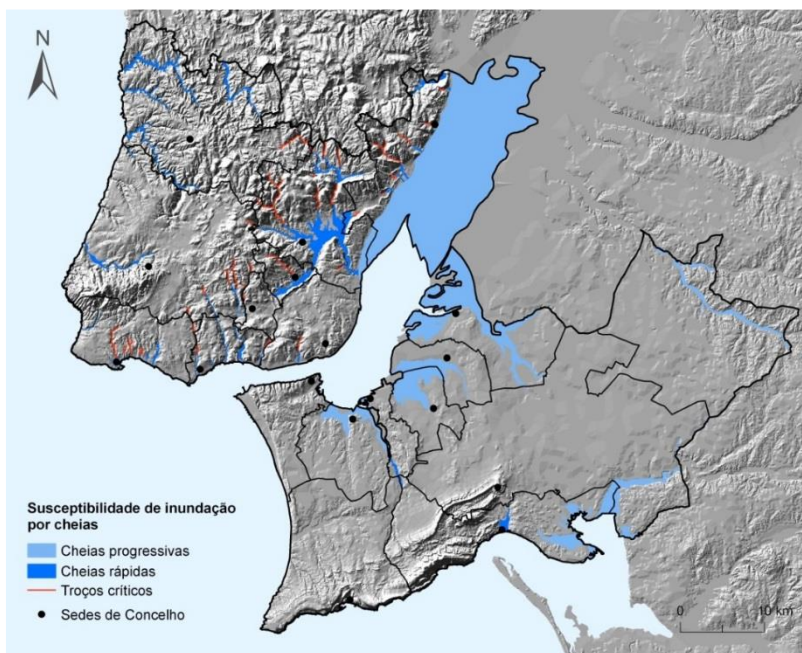 N
Susceptibilidade de inundação
por cheias
Cheias progressivas
Cheias rápidas
Troços críticos
Sedes de Concelho
0 10 km